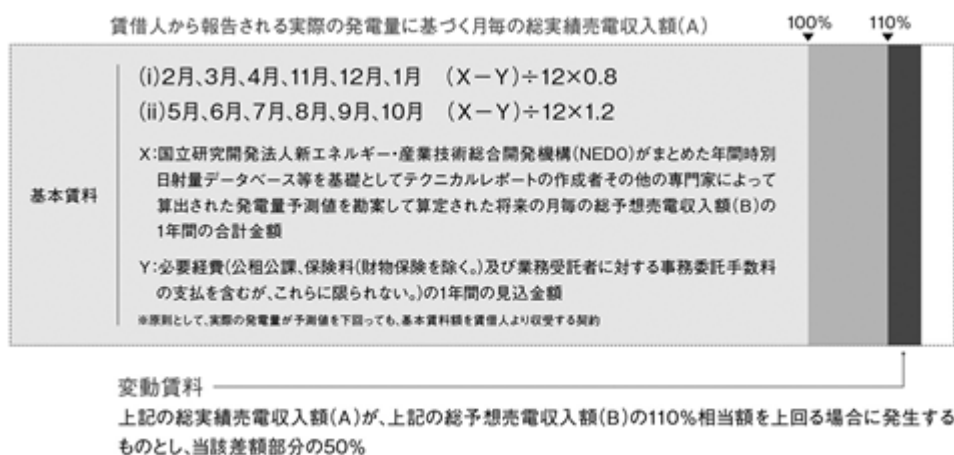 賃借人から報告される実際の発電量に基づく月毎の総実績売電収入額(A)
100%
110%
基本賃料
(i)2月、3月、4月、11月、12月、1月 (X－Y)÷12×0.8
(ii)5月、6月、7月、8月、9月、10月 (X－Y)÷12×1.2
X:国立研究開発法人新エネルギー・産業技術総合開発機構(NEDO)がまとめた年間時別
日射量データベース等を基礎としてテクニカルレポートの作成者その他の専門家によって
算出された発電量予測値を勘案して算定された将来の月毎の総予想売電収入額(B)の
1年間の合計金額
Y:必要経費(公租公課、保険料(財物保険を除く。)及び業務受託者に対する事務委託手数料
の支払を含むが、これらに限られない。)の1年間の見込金額
※原則として、実際の発電量が予測値を下回っても、基本賃料額を賃借人より収受する契約
変動賃料
上記の総実績売電収入額(A)が、上記の総予想売電収入額(B)の110%相当額を上回る場合に発生する
ものとし、当該差額部分の50%